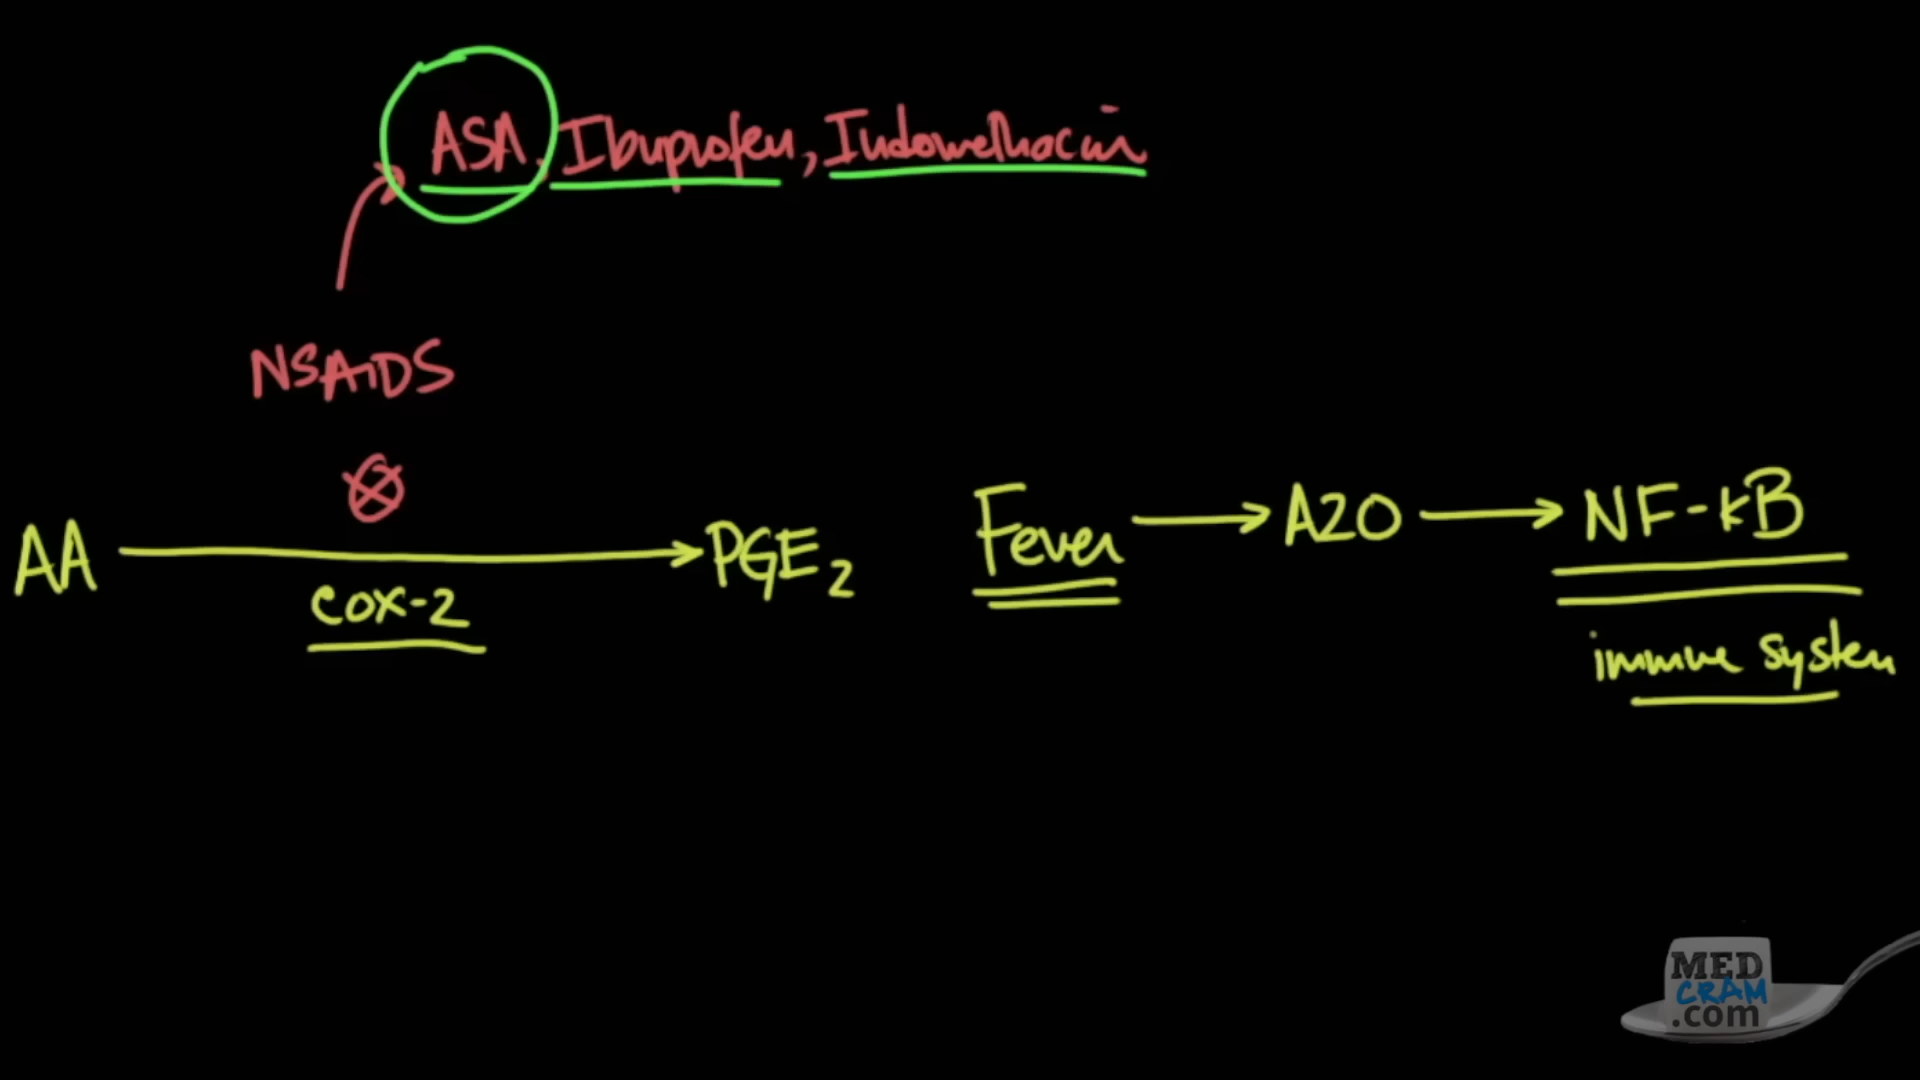 ASA, Ibuprofen, Indomethacin
NSAIDS
AA
COX-2
PGE2
Fever
A20
NF-KB
immune system
MED
CRAM
.com